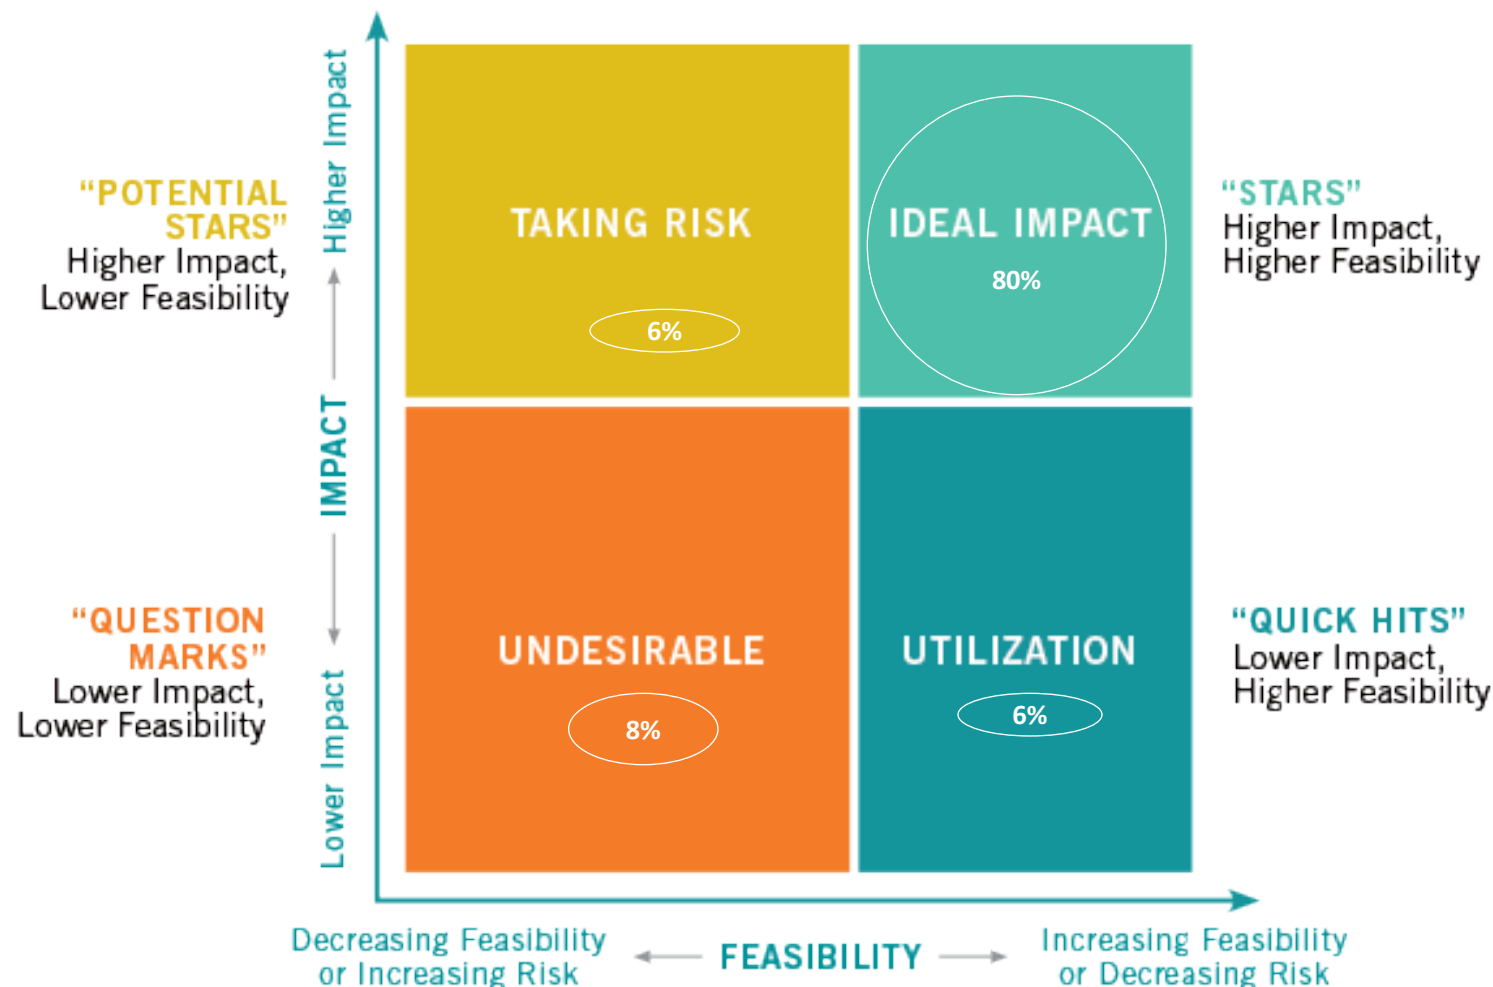 Higher Impact
“POTENTIAL
STARS”
Higher Impact,
Lower Feasibility
TAKING RISK
6%
IDEAL IMPACT
80%
“STARS”
Higher Impact,
Higher Feasibility
IMPACT
“QUESTION
MARKS”
Lower Impact,
Lower Feasibility
Lower Impact
UNDESIRABLE
8%
UTILIZATION
6%
“QUICK HITS”
Lower Impact,
Higher Feasibility
Decreasing Feasibility
or Increasing Risk
FEASIBILITY
Increasing Feasibility
or Decreasing Risk